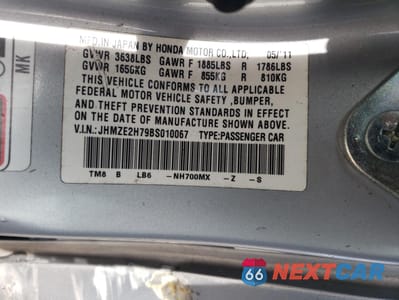 MFD. IN JAPAN BY HONDA MOTOR CO., LTD. 05/'11
GVWR 3638LBS GAWR F 1885LBS R 1786LBS
GVWR 1650KG GAWR F 855KG R 810KG
THIS VEHICLE CONFORMS TO ALL APPLICABLE
FEDERAL MOTOR VEHICLE SAFETY, BUMPER,
AND THEFT PREVENTION STANDARDS IN EFFECT
ON THE DATE OF MANUFACTURE SHOWN ABOVE.
V.I.N.: JHMZE2H79BS010067 TYPE: PASSENGER CAR
TM8 B LB6 -NH700MX -Z -S
MK
66 NEXTCAR